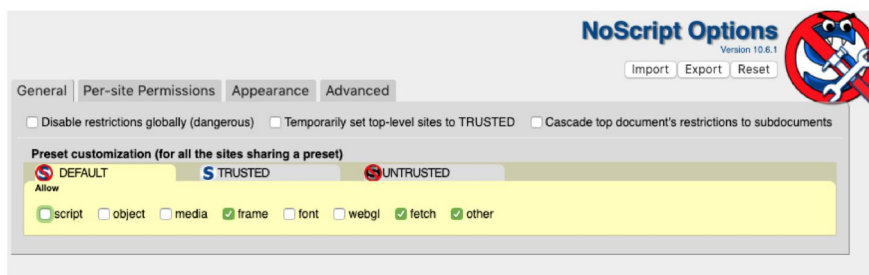 NoScript Options
Version 10.6.1
Import Export Reset
General Per-site Permissions Appearance Advanced
Disable restrictions globally (dangerous) Temporarily set top-level sites to TRUSTED Cascade top document's restrictions to subdocuments
Preset customization (for all the sites sharing a preset)
DEFAULT TRUSTED UNTRUSTED
Allow
script object media frame font webgl fetch other